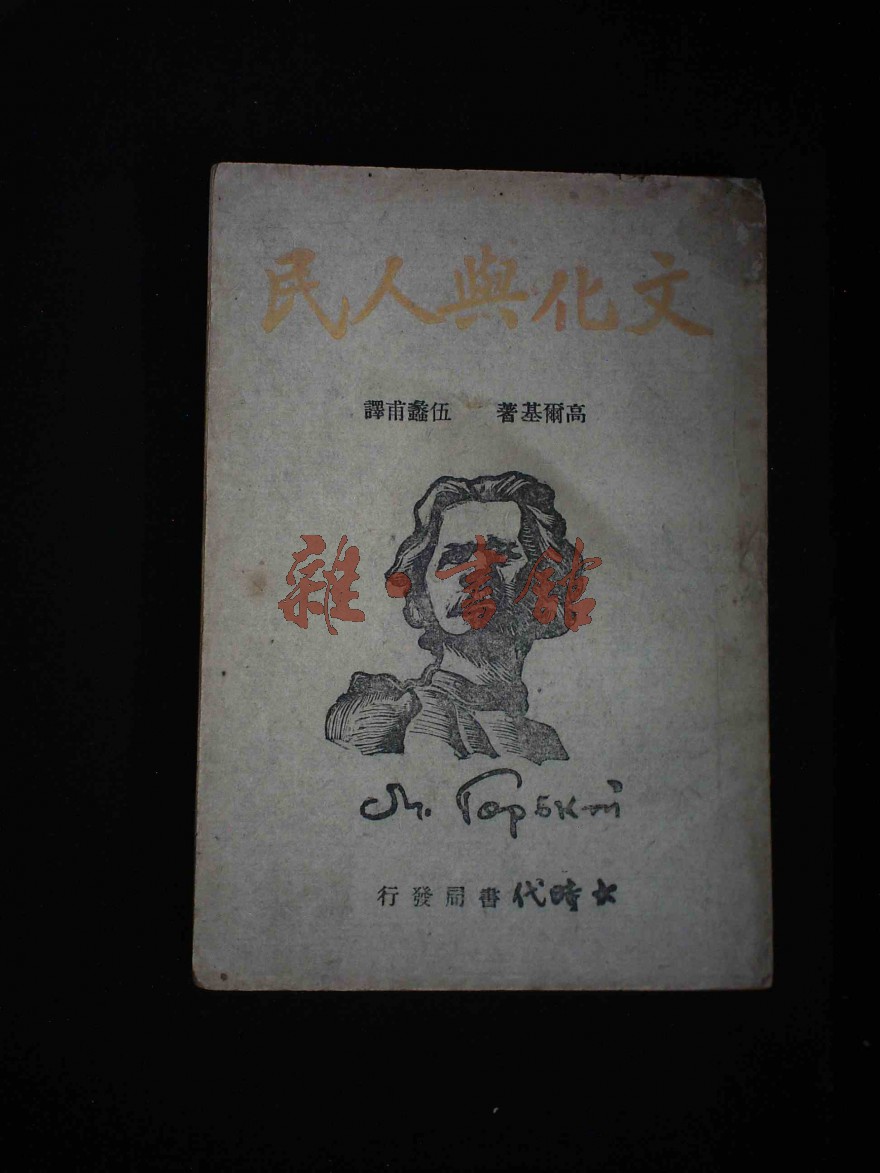 文化與人民
高爾基著 伍蠡甫譯
雜·書館
М. Горький
大時代書局發行